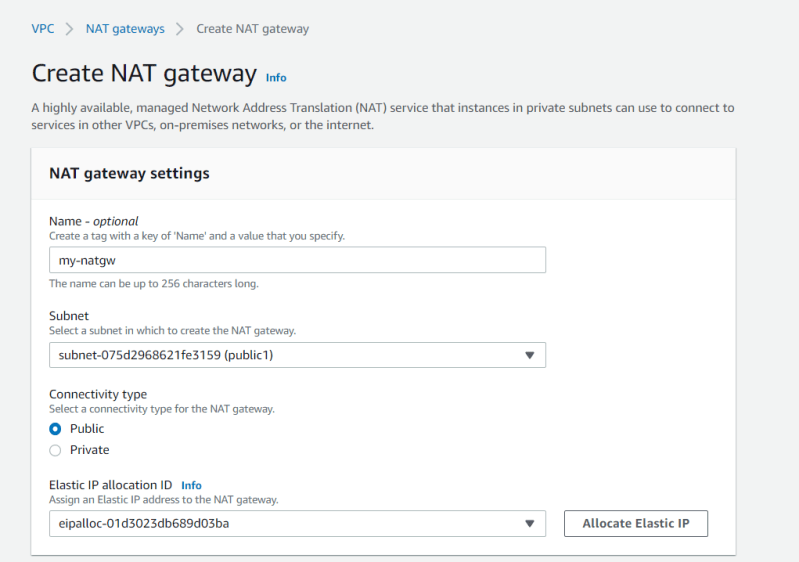 VPC > NAT gateways > Create NAT gateway
Create NAT gateway Info
A highly available, managed Network Address Translation (NAT) service that instances in private subnets can use to connect to
services in other VPCs, on-premises networks, or the internet.
NAT gateway settings
Name - optional
Create a tag with a key of 'Name' and a value that you specify.
my-natgw
The name can be up to 256 characters long.
Subnet
Select a subnet in which to create the NAT gateway.
subnet-075d2968621fe3159 (public1)
Connectivity type
Select a connectivity type for the NAT gateway.
Public
Private
Elastic IP allocation ID Info
Assign an Elastic IP address to the NAT gateway.
eipalloc-01d3023db689d03ba Allocate Elastic IP